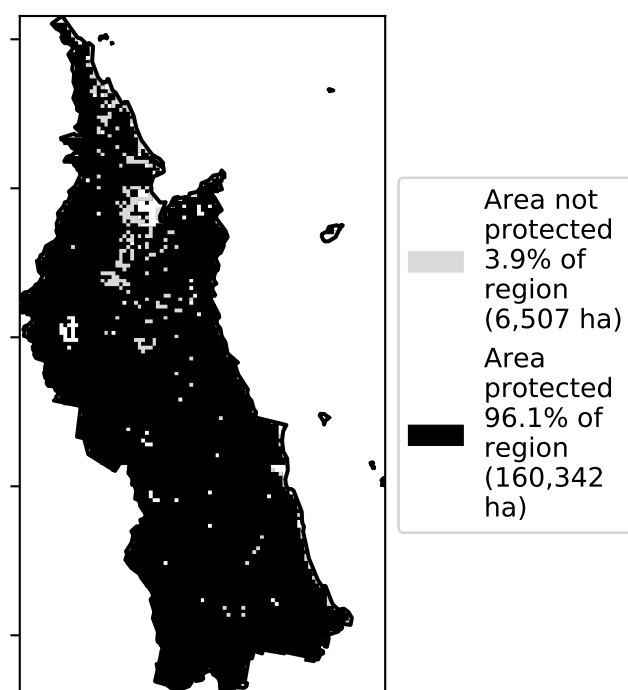 Area not
protected
3.9% of
region
(6,507 ha)
Area
protected
96.1% of
region
(160,342
ha)